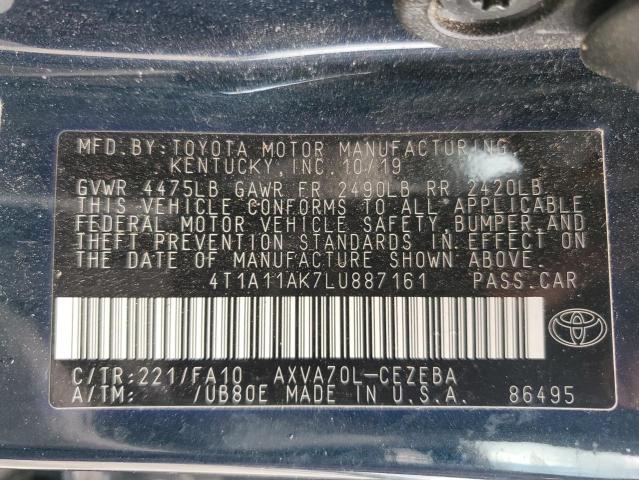 MFD. BY: TOYOTA MOTOR MANUFACTURING,
KENTUCKY, INC. 10/19
GVWR 4475LB GAWR FR 2490LB RR 2420LB
THIS VEHICLE CONFORMS TO ALL APPLICABLE
FEDERAL MOTOR VEHICLE SAFETY, BUMPER, AND
THEFT PREVENTION STANDARDS IN EFFECT ON
THE DATE OF MANUFACTURE SHOWN ABOVE.
4T1A11AK7LU887161 PASS.CAR
C/TR:221/FA10 AXVA70L-CEZEBA
A/TM: /UB80E MADE IN U.S.A. 86495